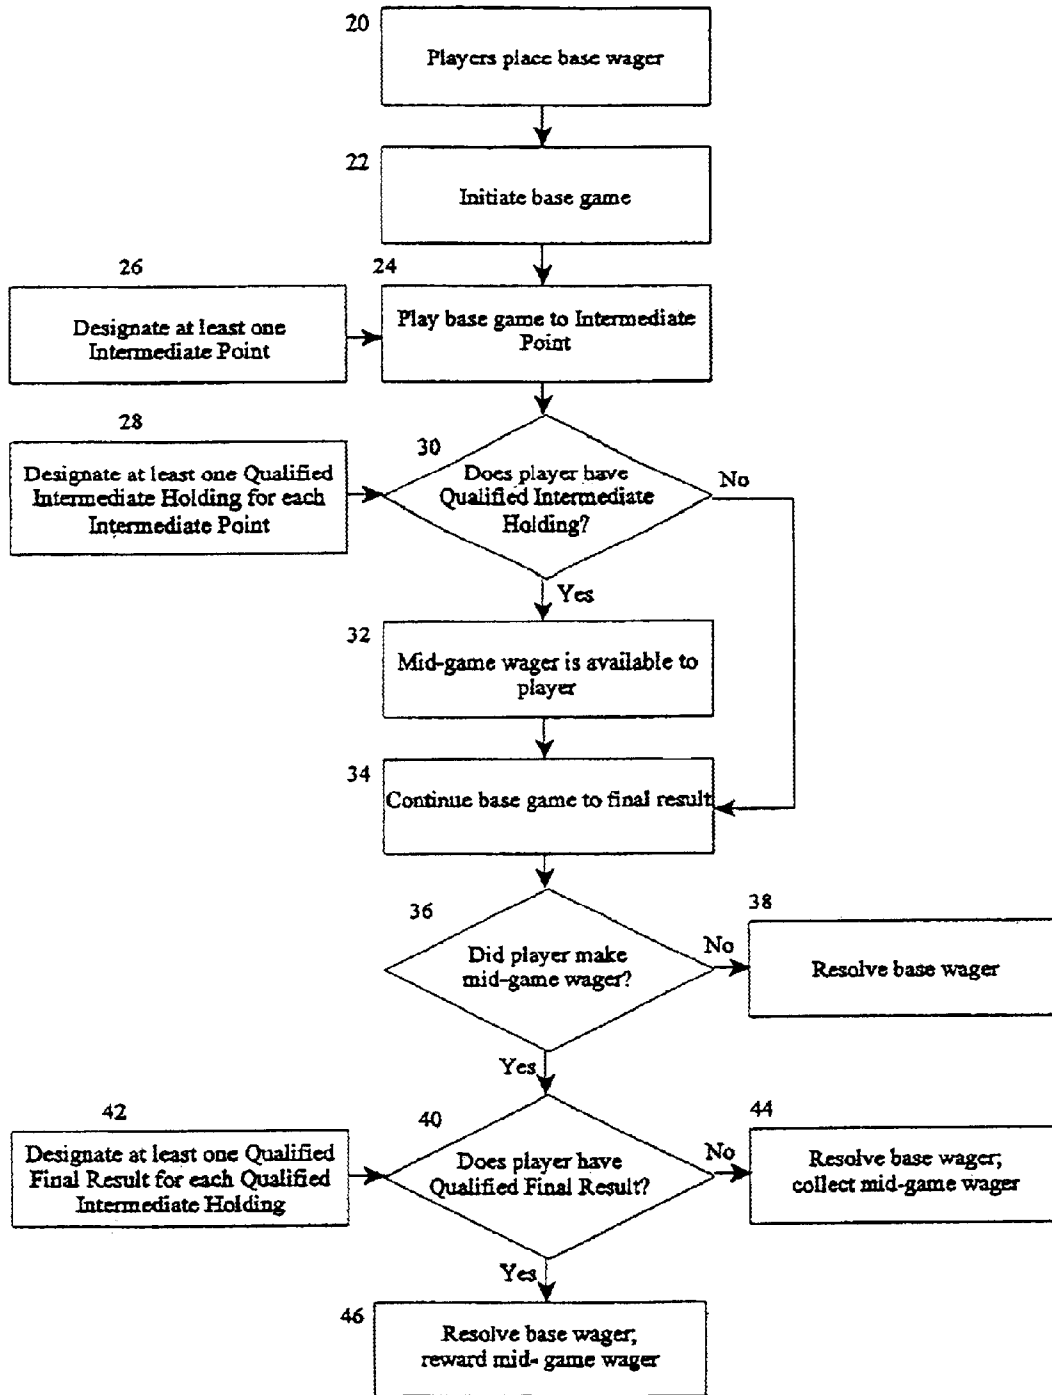 20
Players place base wager
22
Initiate base game
26
24
Designate at least one
Intermediate Point
Play base game to Intermediate
Point
28
30
Designate at least one Qualified
Intermediate Holding for each
Intermediate Point
Does player have
Qualified Intermediate
Holding?
No
Yes
32
Mid-game wager is available to
player
34
Continue base game to final result
36
Did player make
mid-game wager?
No
38
Resolve base wager
Yes
42
40
Designate at least one Qualified
Final Result for each Qualified
Intermediate Holding
Does player have
Qualified Final Result?
No
44
Resolve base wager;
collect mid-game wager
Yes
46
Resolve base wager;
reward mid- game wager